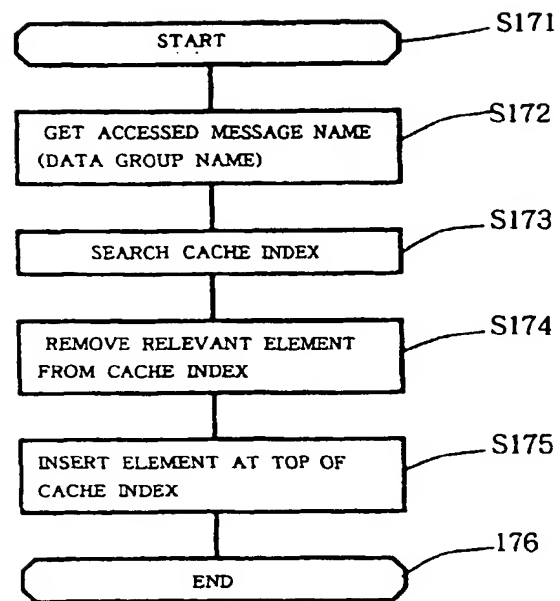 START
S171
GET ACCESSED MESSAGE NAME
(DATA GROUP NAME)
S172
SEARCH CACHE INDEX
S173
REMOVE RELEVANT ELEMENT
FROM CACHE INDEX
S174
INSERT ELEMENT AT TOP OF
CACHE INDEX
S175
END
176